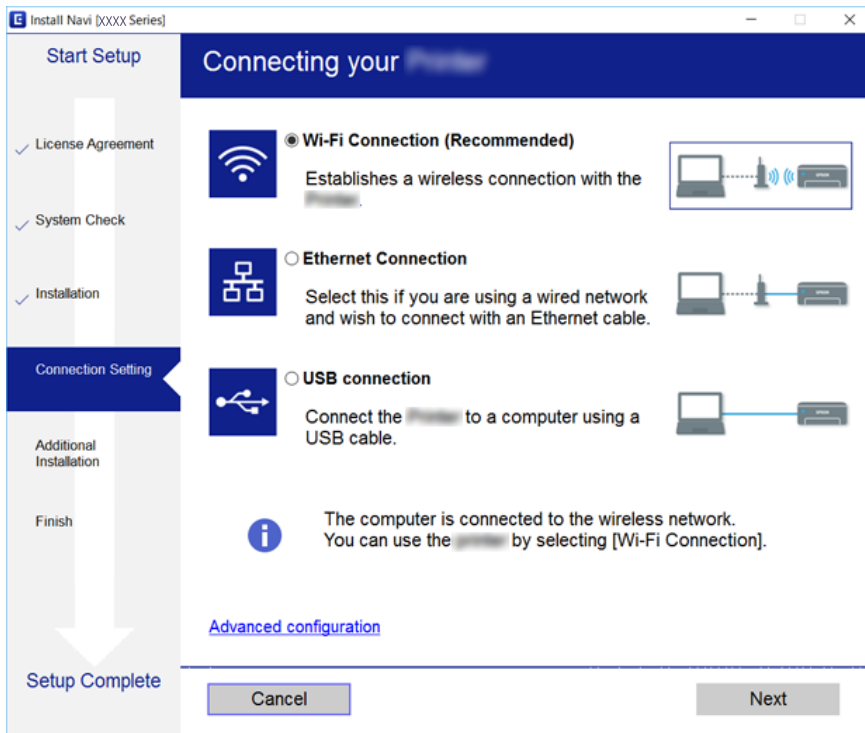 Install Navi [XXXX Series]
Start Setup
License Agreement
System Check
Installation
Connection Setting
Additional
Installation
Finish
Setup Complete
Connecting your
Wi-Fi Connection (Recommended)
Establishes a wireless connection with the
.
Ethernet Connection
Select this if you are using a wired network
and wish to connect with an Ethernet cable.
USB connection
Connect the to a computer using a
USB cable.
The computer is connected to the wireless network.
You can use the by selecting [Wi-Fi Connection].
Advanced configuration
Cancel
Next